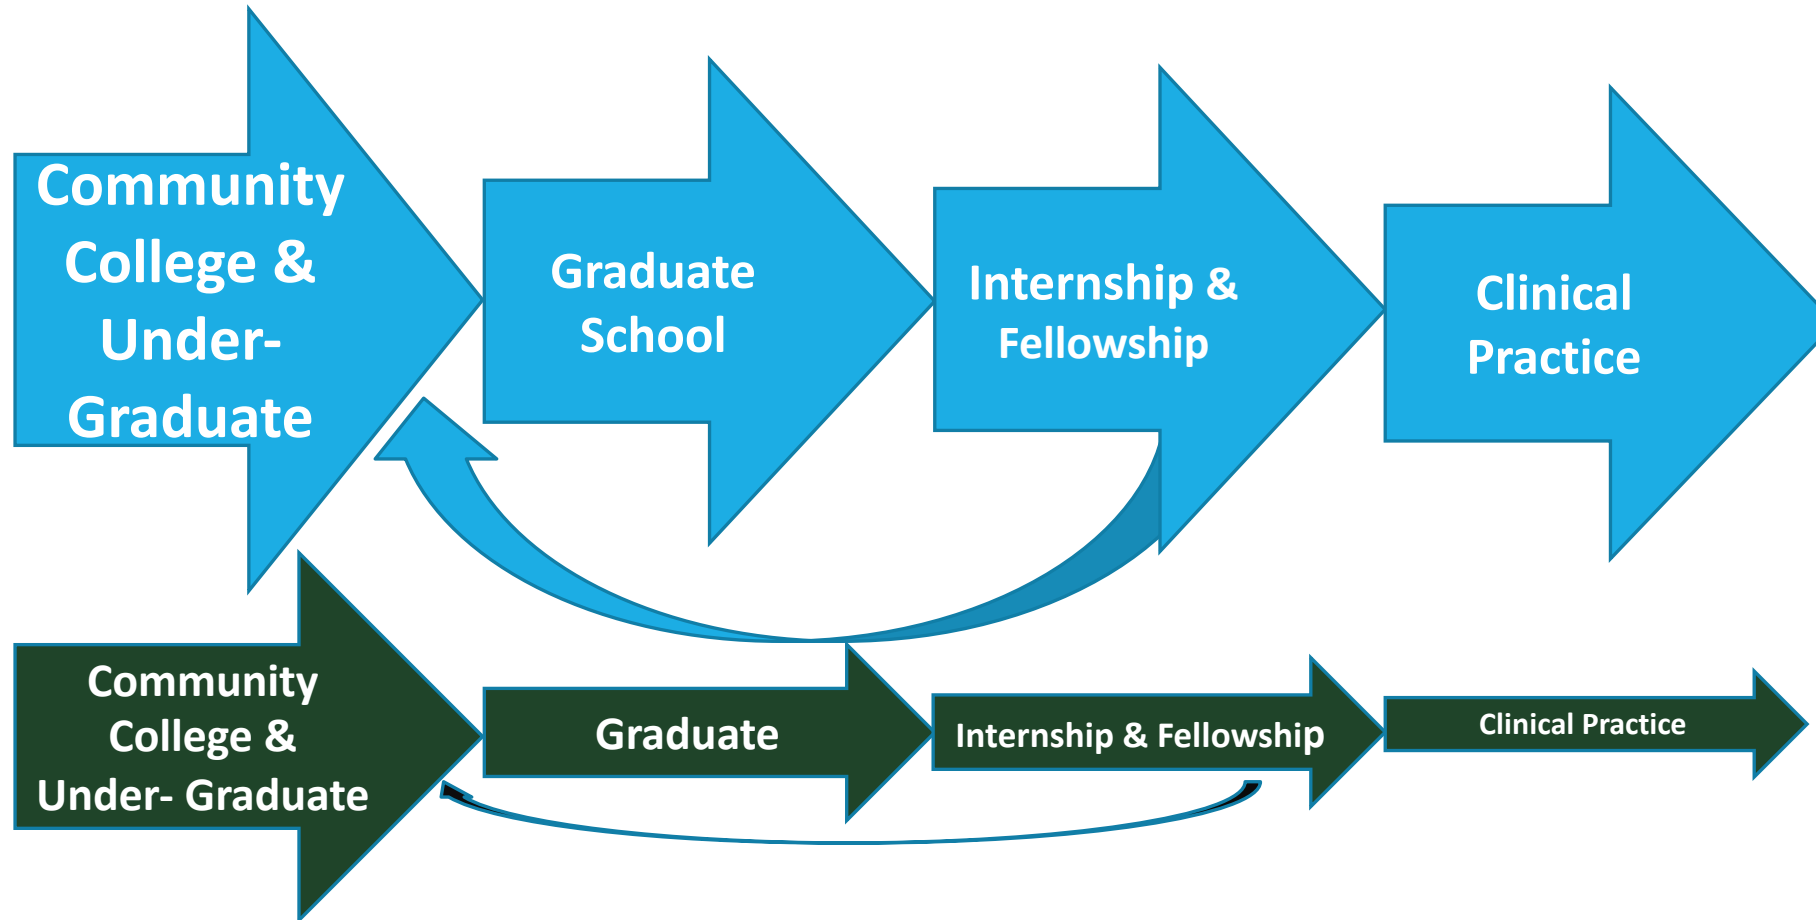 Community
College &
Under-
Graduate
Graduate
School
Internship &
Fellowship
Clinical
Practice
Community
College &
Under- Graduate
Graduate
Internship & Fellowship
Clinical Practice